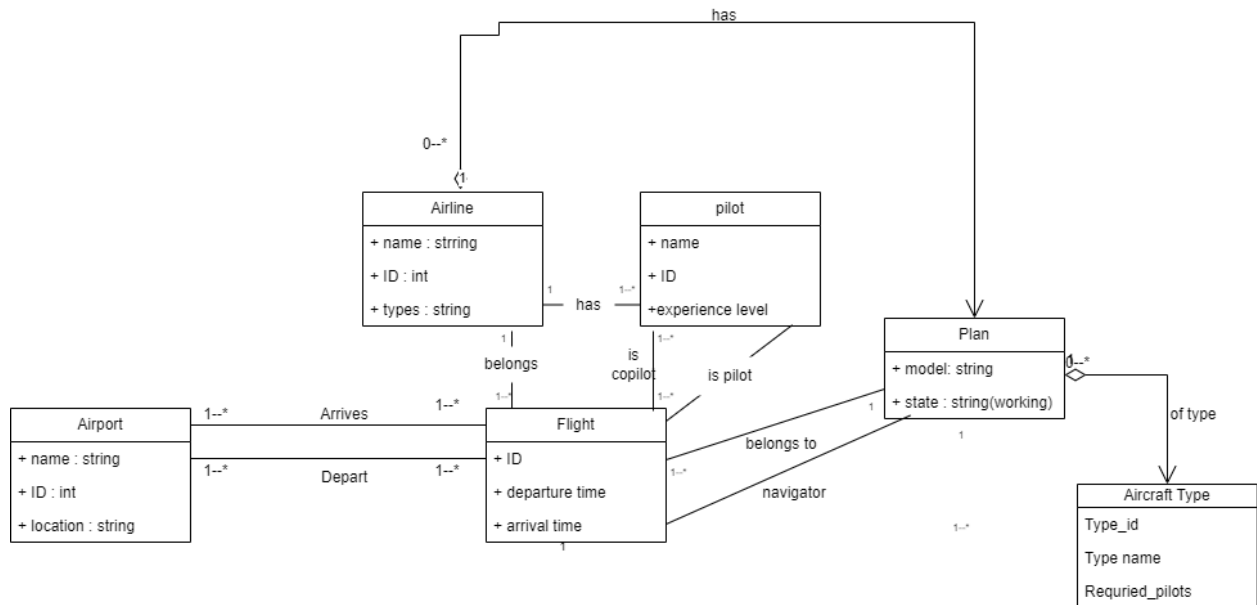 has
0--*
1
Airline
+ name : strring
+ ID : int
+ types : string
pilot
+ name
+ ID
+experience level
1
has
1--*
1
belongs
1--*
1--*
is
copilot
1--*
is pilot
Plan
+ model: string
+ state : string(working)
0--*
1
of type
Airport
+ name : string
+ ID : int
+ location : string
1--*
Arrives
1--*
1--*
Depart
1--*
Flight
+ ID
+ departure time
+ arrival time
1
1
belongs to
1--*
navigator
1
1--*
Aircraft Type
Type_id
Type name
Requried_pilots